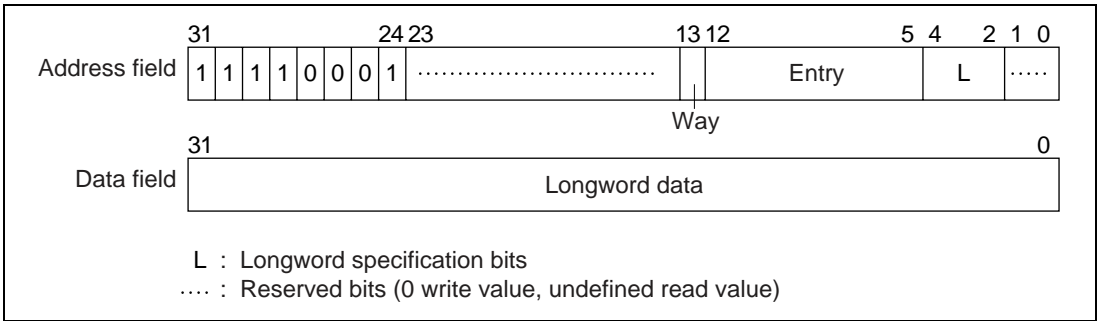 31 24 23 13 12 5 4 2 1 0
Address field 1 1 1 1 0 0 0 1 ...... Entry L .....
Way
31 0
Data field Longword data
L : Longword specification bits
.... : Reserved bits (0 write value, undefined read value)